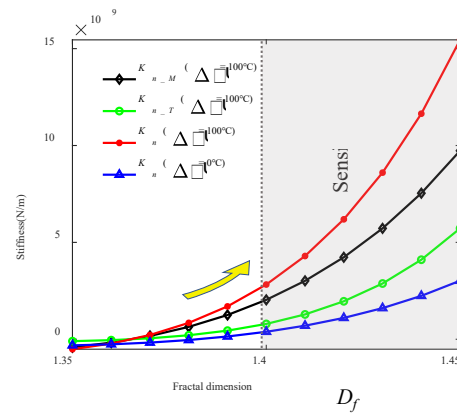 × 10 9
15
K n _ M ( Δ =100℃)
K n _ T ( Δ =100℃)
10
K n ( Δ =100℃)
K n ( Δ =0℃)
Sensi
Stiffness(N/m)
5
0
1.35
1.4
1.45
Fractal dimension
D_f